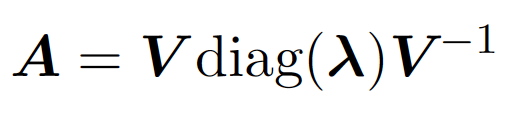 A = V diag(λ)V⁻¹